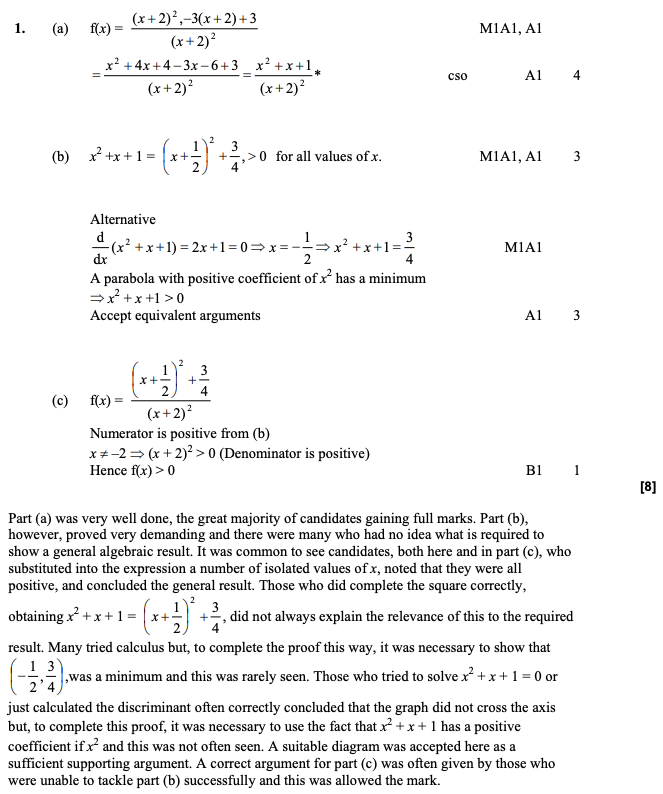 1. (a) f(x) = \frac{(x+2)^2,-3(x+2)+3}{(x+2)^2} M1A1, A1
= \frac{x^2+4x+4-3x-6+3}{(x+2)^2} = \frac{x^2+x+1}{(x+2)^2} * cso A1 4
(b) x^2+x+1 = \left(x+\frac{1}{2}\right)^2+\frac{3}{4},>0 for all values of x. M1A1, A1 3
Alternative
\frac{d}{dx}(x^2+x+1) = 2x+1 = 0 ⇒ x = -\frac{1}{2} ⇒ x^2+x+1 = \frac{3}{4} M1A1
A parabola with positive coefficient of x^2 has a minimum
⇒ x^2 + x +1 > 0
Accept equivalent arguments A1 3
(c) f(x) = \frac{\left(x+\frac{1}{2}\right)^2+\frac{3}{4}}{(x+2)^2}
Numerator is positive from (b)
x ≠ –2 ⇒ (x + 2)^2 > 0 (Denominator is positive)
Hence f(x) > 0 B1 1
[8]
Part (a) was very well done, the great majority of candidates gaining full marks. Part (b),
however, proved very demanding and there were many who had no idea what is required to
show a general algebraic result. It was common to see candidates, both here and in part (c), who
substituted into the expression a number of isolated values of x, noted that they were all
positive, and concluded the general result. Those who did complete the square correctly,
obtaining x^2 + x + 1 = \left(x+\frac{1}{2}\right)^2+\frac{3}{4}, did not always explain the relevance of this to the required
result. Many tried calculus but, to complete the proof this way, it was necessary to show that
\left(-\frac{1}{2},\frac{3}{4}\right),was a minimum and this was rarely seen. Those who tried to solve x^2 + x + 1 = 0 or
just calculated the discriminant often correctly concluded that the graph did not cross the axis
but, to complete this proof, it was necessary to use the fact that x^2 + x + 1 has a positive
coefficient if x^2 and this was not often seen. A suitable diagram was accepted here as a
sufficient supporting argument. A correct argument for part (c) was often given by those who
were unable to tackle part (b) successfully and this was allowed the mark.